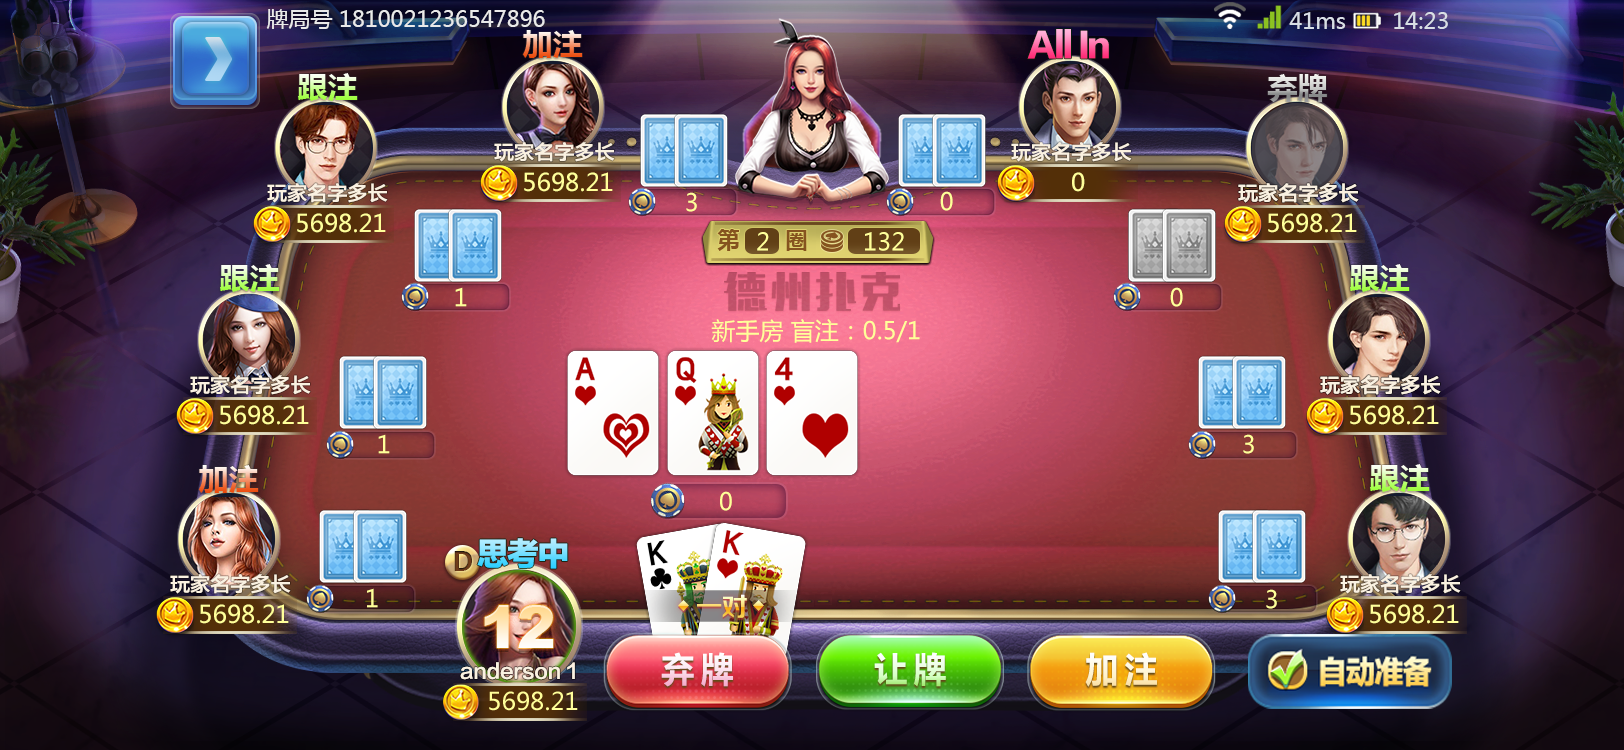 牌局号 1810021236547896
41ms 14:23
加注
玩家名字多长
5698.21
3
All In
玩家名字多长
0
0
跟注
玩家名字多长
5698.21
1
弃牌
玩家名字多长
5698.21
0
第 2 圈 132
德州扑克
新手房 盲注：0.5/1
跟注
玩家名字多长
5698.21
1
跟注
玩家名字多长
5698.21
3
A
Q
4
0
加注
玩家名字多长
5698.21
1
跟注
玩家名字多长
5698.21
3
D 思考中
12
anderson 1
5698.21
K
K
一对
弃牌
让牌
加注
自动准备